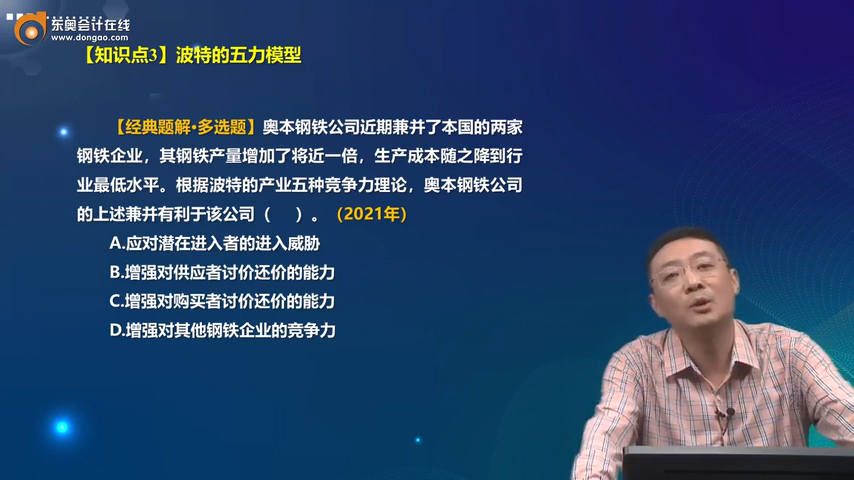 东奥会计在线
www.dongao.com
【知识点3】波特的五力模型
【经典题解·多选题】奥本钢铁公司近期兼并了本国的两家
钢铁企业，其钢铁产量增加了将近一倍，生产成本随之降到行
业最低水平。根据波特的产业五种竞争力理论，奥本钢铁公司
的上述兼并有利于该公司（ ）。（2021年）
A.应对潜在进入者的进入威胁
B.增强对供应者讨价还价的能力
C.增强对购买者讨价还价的能力
D.增强对其他钢铁企业的竞争力